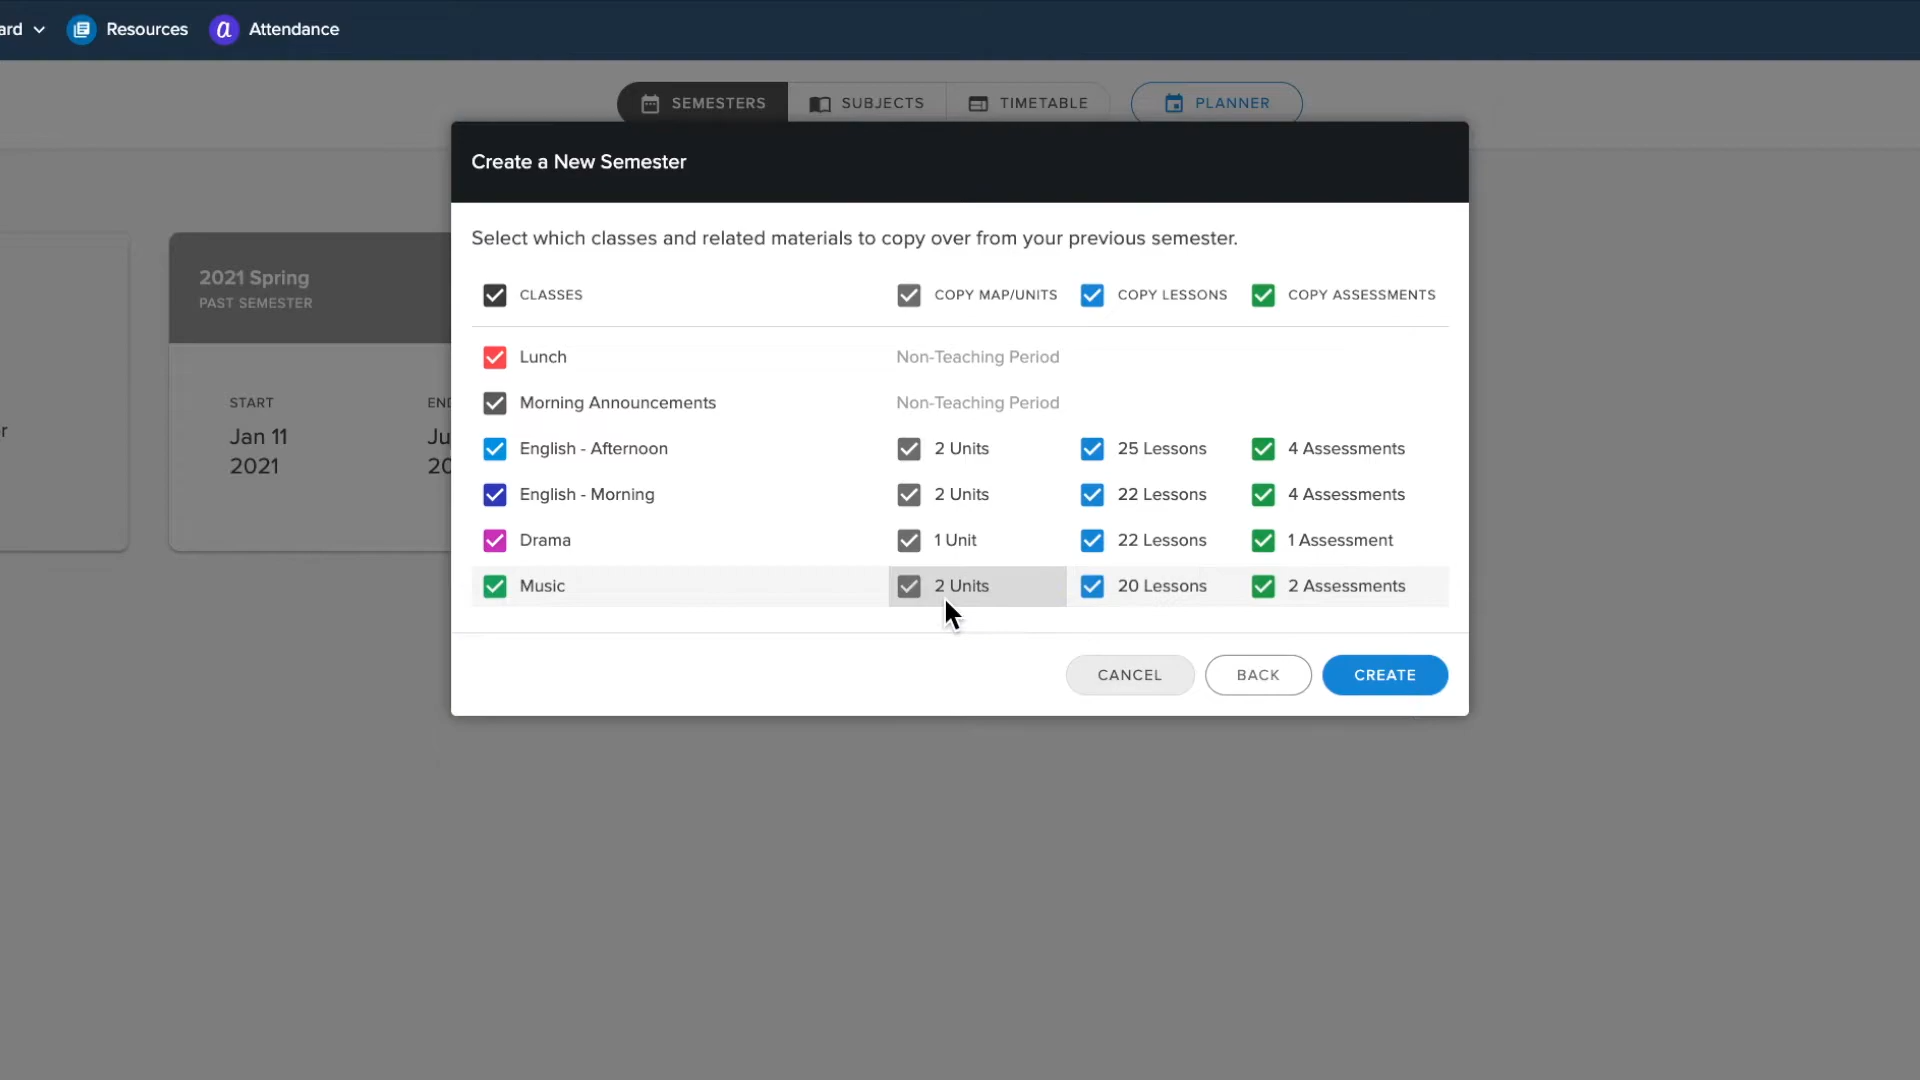 ard Resources a Attendance
SEMESTERS SUBJECTS TIMETABLE PLANNER
Create a New Semester
Select which classes and related materials to copy over from your previous semester.
CLASSES COPY MAP/UNITS COPY LESSONS COPY ASSESSMENTS
Lunch Non-Teaching Period
Morning Announcements Non-Teaching Period
English - Afternoon 2 Units 25 Lessons 4 Assessments
English - Morning 2 Units 22 Lessons 4 Assessments
Drama 1 Unit 22 Lessons 1 Assessment
Music 2 Units 20 Lessons 2 Assessments
CANCEL BACK CREATE
2021 Spring
PAST SEMESTER
START END
Jan 11 Ju
2021 20
r